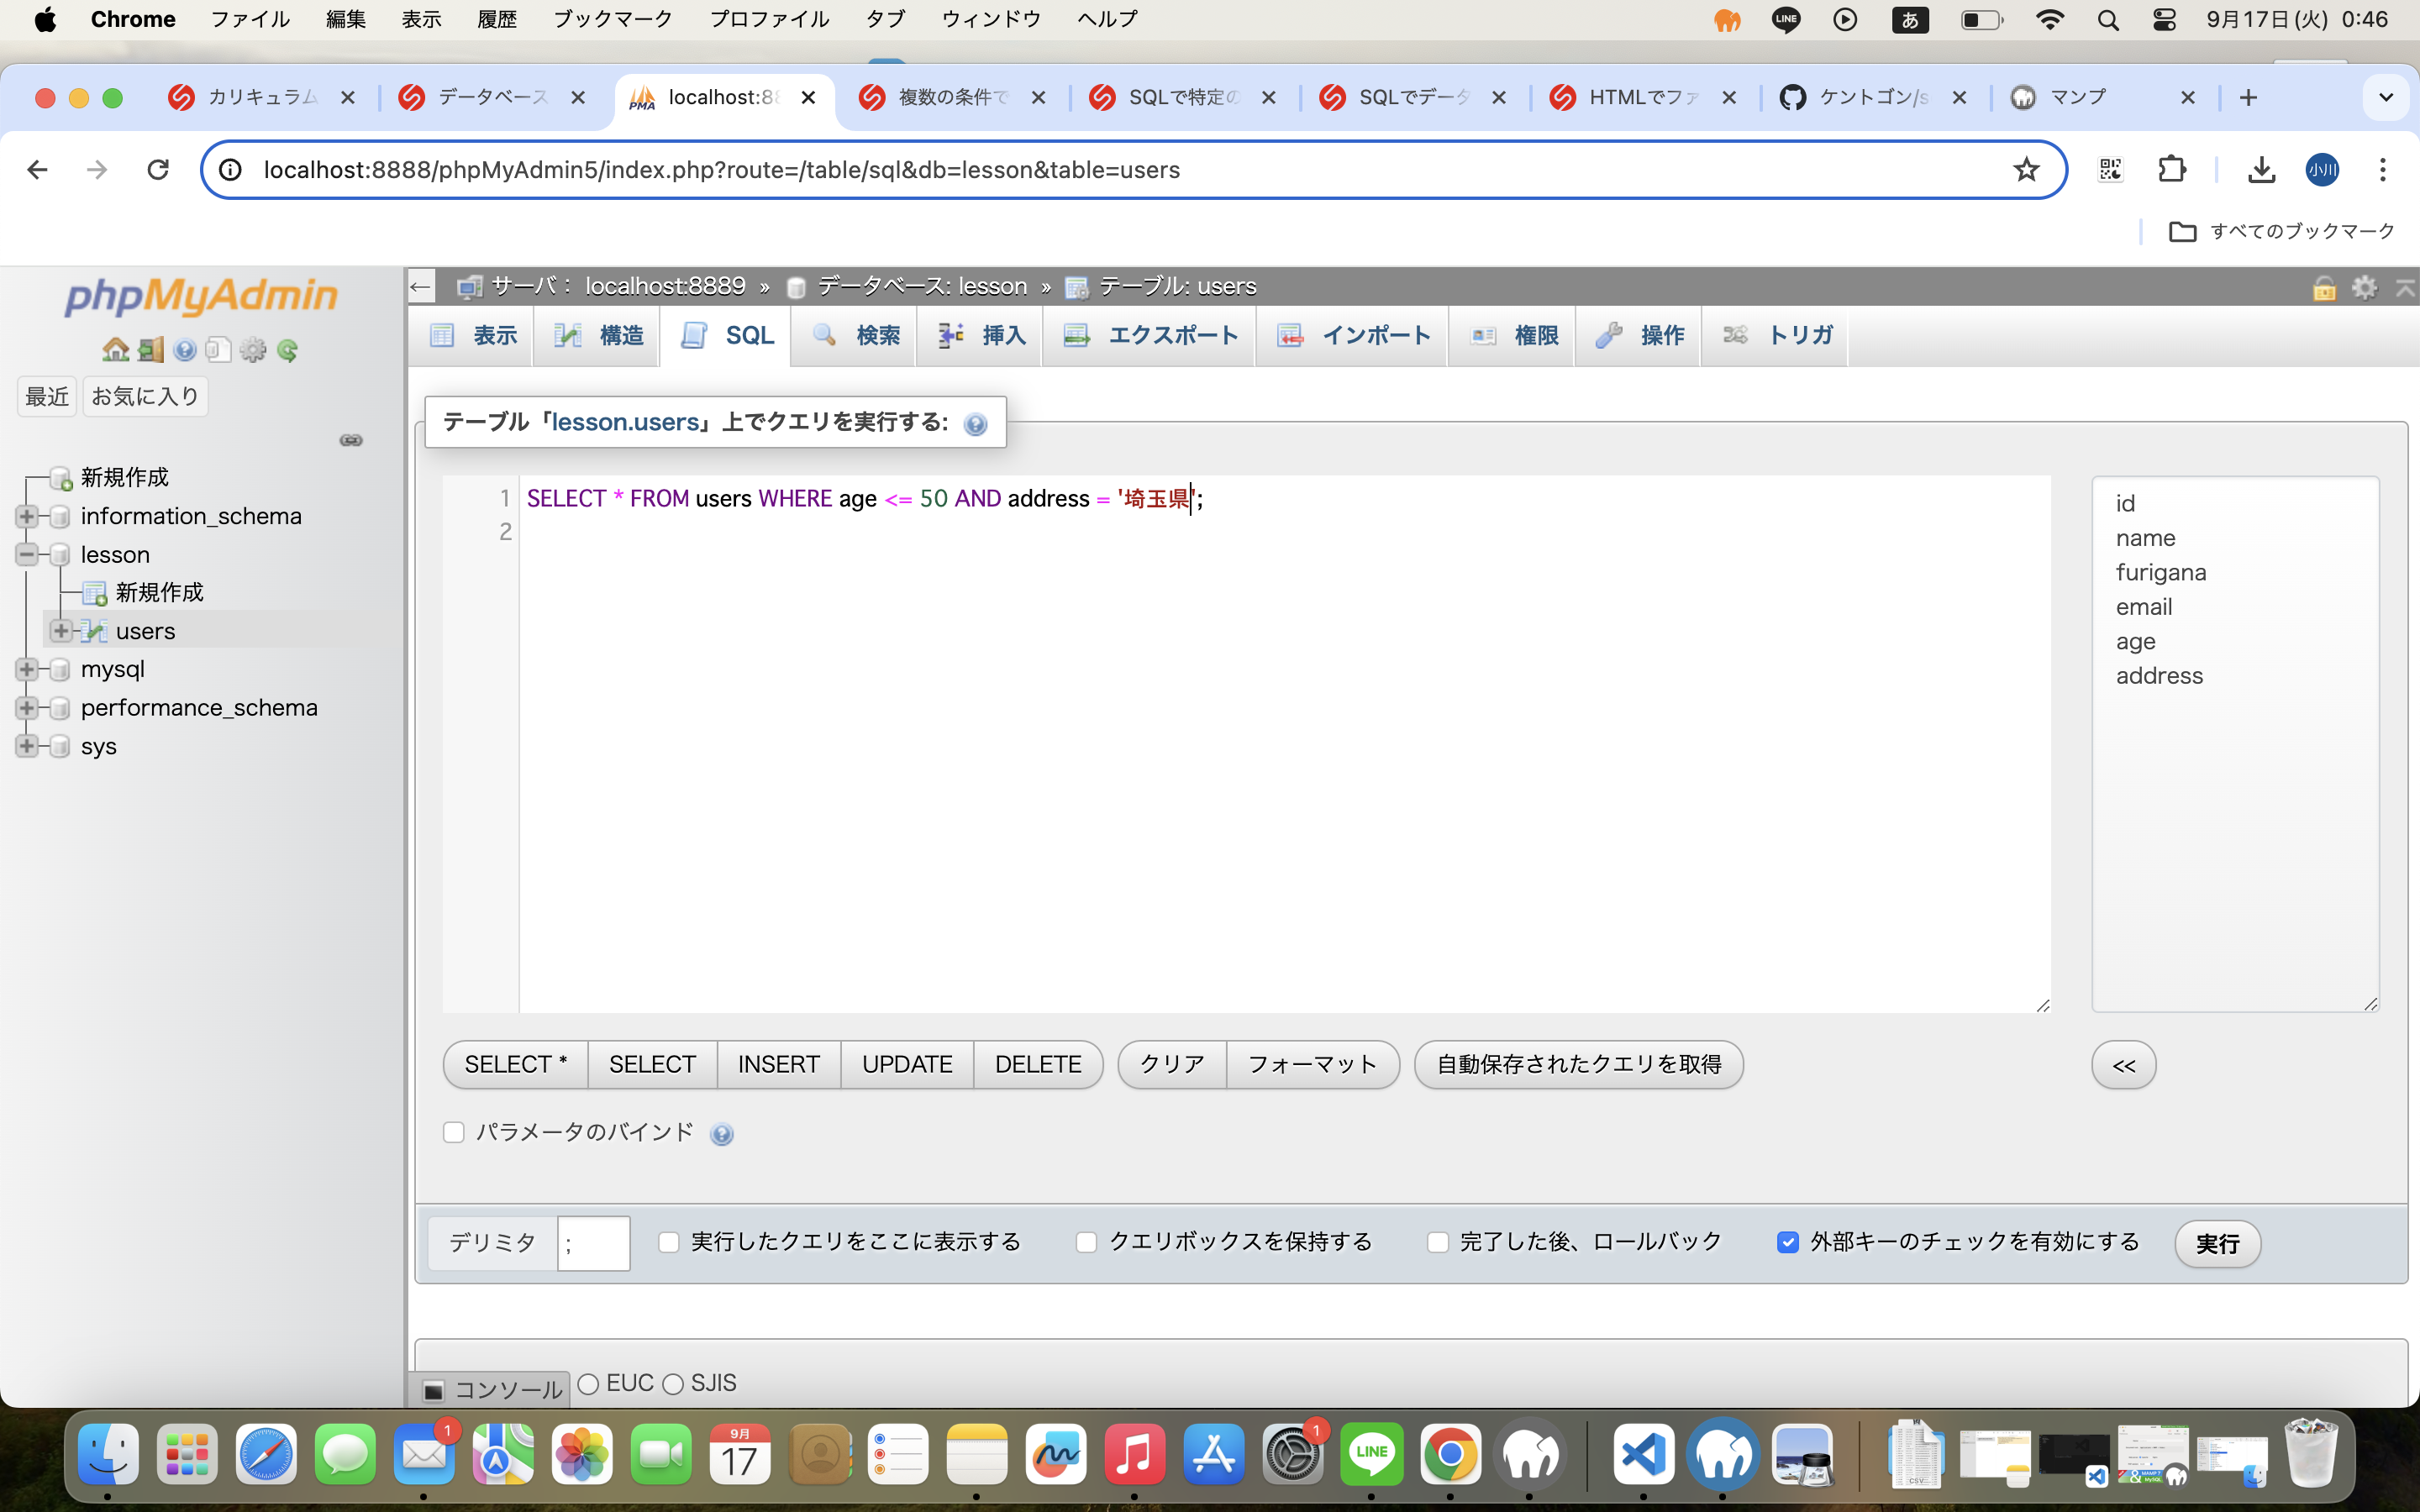 Chrome ファイル 編集 表示 履歴 ブックマーク プロファイル タブ ウィンドウ ヘルプ LINE あ 9月17日(火) 0:46
カリキュラム データベース PMA localhost:88 複数の条件で SQLで特定の SQLでデータ HTMLでファ ケントゴン/s マンプ
localhost:8888/phpMyAdmin5/index.php?route=/table/sql&db=lesson&table=users 小川
すべてのブックマーク
phpMyAdmin
最近 お気に入り
新規作成
information_schema
lesson
新規作成
users
mysql
performance_schema
sys
サーバ: localhost:8889 » データベース: lesson » テーブル: users
表示 構造 SQL 検索 挿入 エクスポート インポート 権限 操作 トリガ
テーブル「lesson.users」上でクエリを実行する:
1 SELECT * FROM users WHERE age <= 50 AND address = '埼玉県';
2
id
name
furigana
email
age
address
SELECT * SELECT INSERT UPDATE DELETE クリア フォーマット 自動保存されたクエリを取得 <<
パラメータのバインド
デリミタ ; 実行したクエリをここに表示する クエリボックスを保持する 完了した後、ロールバック 外部キーのチェックを有効にする 実行
コンソール EUC SJIS
1 9月 17 1 LINE CSV